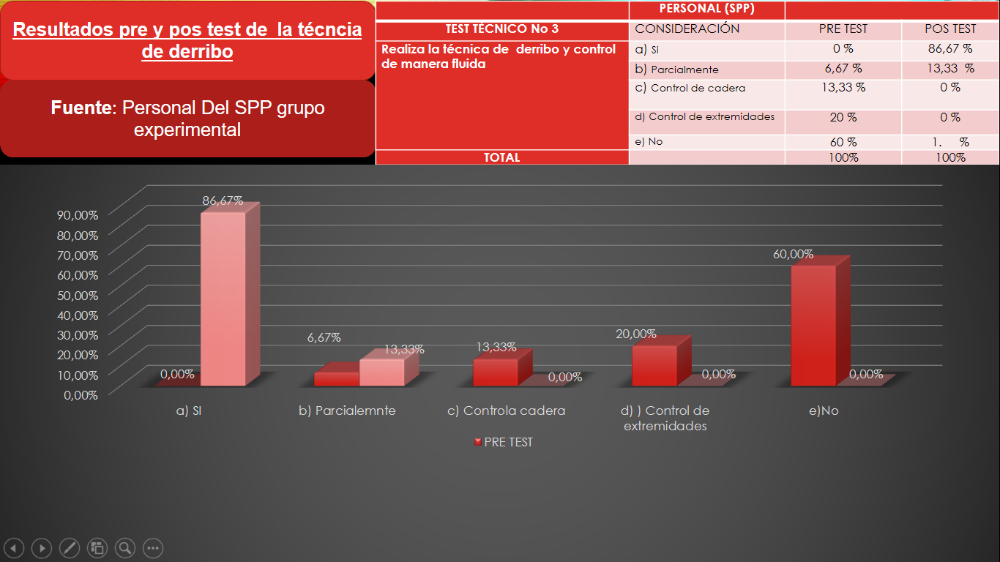 Resultados pre y pos test de la técncia
de derribo
Fuente: Personal Del SPP grupo
experimental
PERSONAL (SPP)
TEST TÉCNICO No 3 CONSIDERACIÓN PRE TEST POS TEST
Realiza la técnica de derribo y control
de manera fluida
a) Si 0 % 86,67 %
b) Parcialmente 6,67 % 13,33 %
c) Control de cadera 13,33 % 0 %
d) Control de extremidades 20 % 0 %
e) No 60 % 1. %
TOTAL 100% 100%
90,00%
80,00%
70,00%
60,00%
50,00%
40,00%
30,00%
20,00%
10,00%
0,00%
0,00% 86,67%
6,67% 13,33%
13,33% 0,00%
20,00% 0,00%
60,00% 0,00%
a) SI
b) Parcialemnte
c) Controla cadera
d) ) Control de
extremidades
e)No
PRE TEST